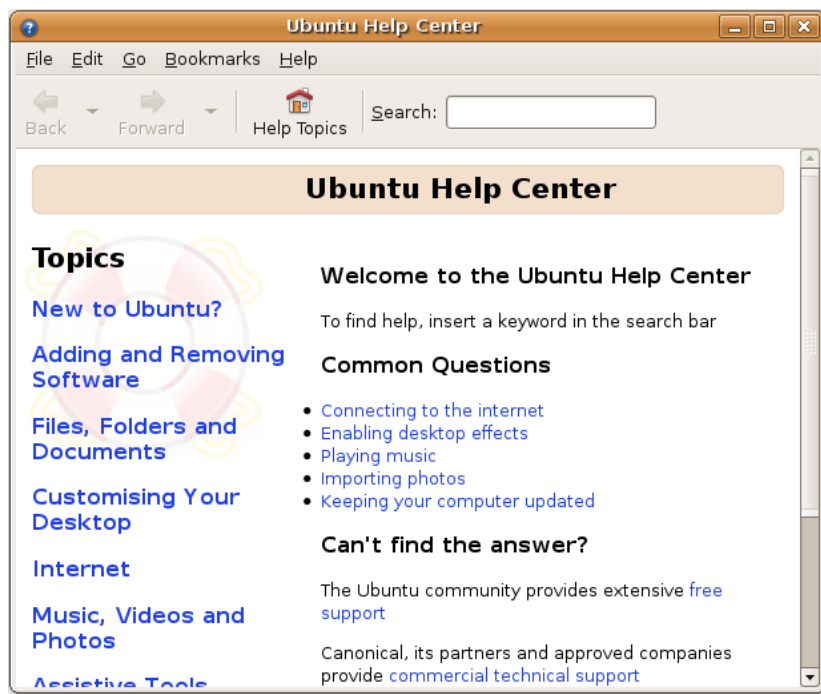 Ubuntu Help Center
File Edit Go Bookmarks Help
Back Forward Help Topics Search:
Ubuntu Help Center
Topics
New to Ubuntu?
Adding and Removing
Software
Files, Folders and
Documents
Customising Your
Desktop
Internet
Music, Videos and
Photos
Assistive Tools
Welcome to the Ubuntu Help Center
To find help, insert a keyword in the search bar
Common Questions
Connecting to the internet
Enabling desktop effects
Playing music
Importing photos
Keeping your computer updated
Can't find the answer?
The Ubuntu community provides extensive free
support
Canonical, its partners and approved companies
provide commercial technical support